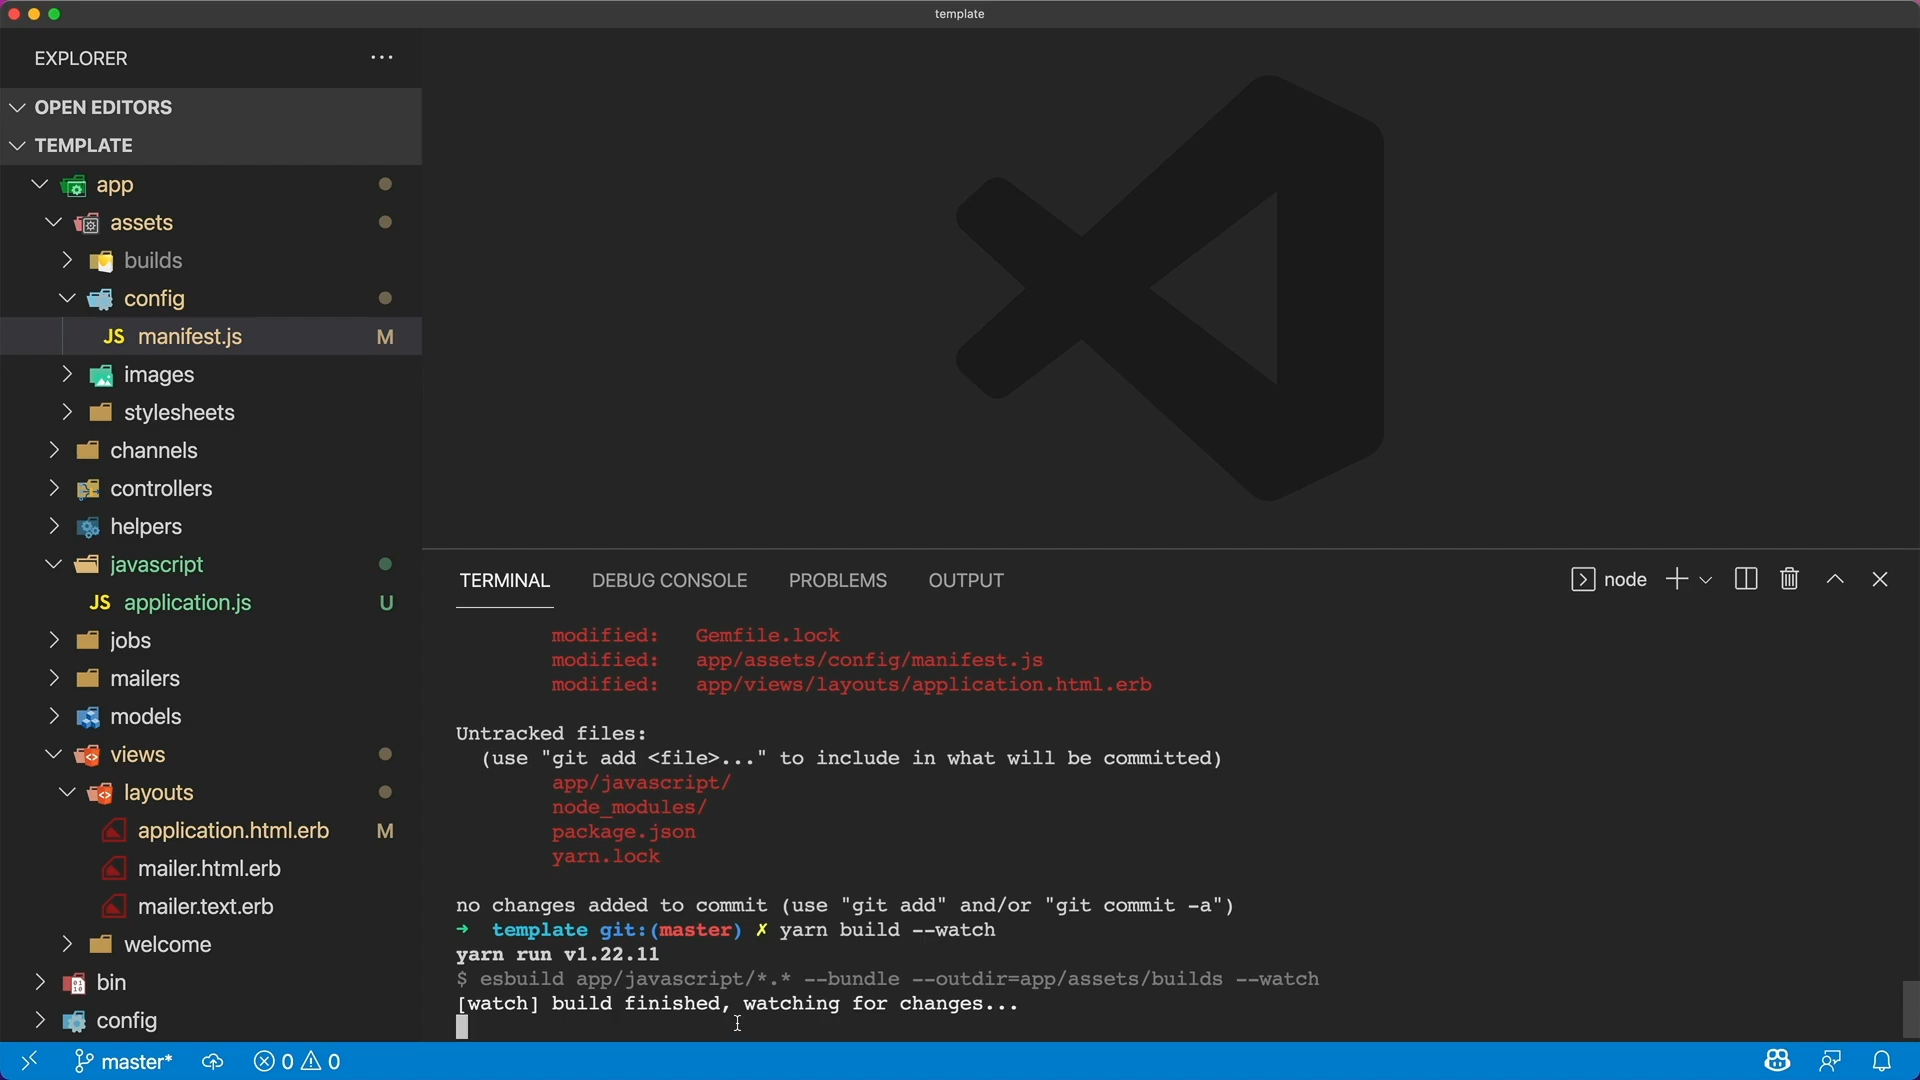 template
EXPLORER
OPEN EDITORS
TEMPLATE
app
assets
builds
config
JS manifest.js M
images
stylesheets
channels
controllers
helpers
javascript
JS application.js U
jobs
mailers
models
views
layouts
application.html.erb M
mailer.html.erb
mailer.text.erb
welcome
bin
config
TERMINAL DEBUG CONSOLE PROBLEMS OUTPUT node
modified: Gemfile.lock
modified: app/assets/config/manifest.js
modified: app/views/layouts/application.html.erb
Untracked files:
(use "git add <file>..." to include in what will be committed)
app/javascript/
node_modules/
package.json
yarn.lock
no changes added to commit (use "git add" and/or "git commit -a")
➜ template git:(master) ✗ yarn build --watch
yarn run v1.22.11
$ esbuild app/javascript/*.* --bundle --outdir=app/assets/builds --watch
[watch] build finished, watching for changes...
master* 0 0